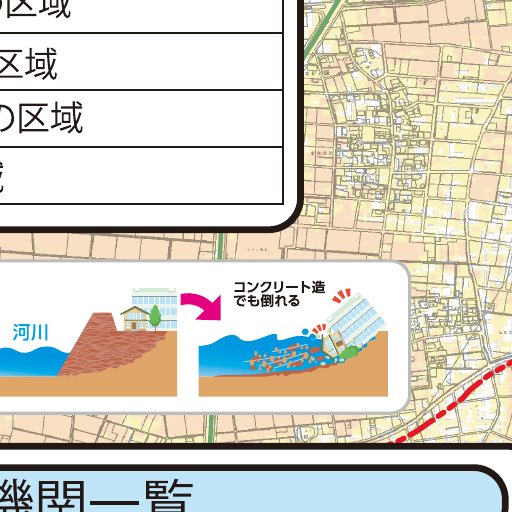 の区域
区域
の区域
域
コンクリート造
でも倒れる
河川
機関一覧